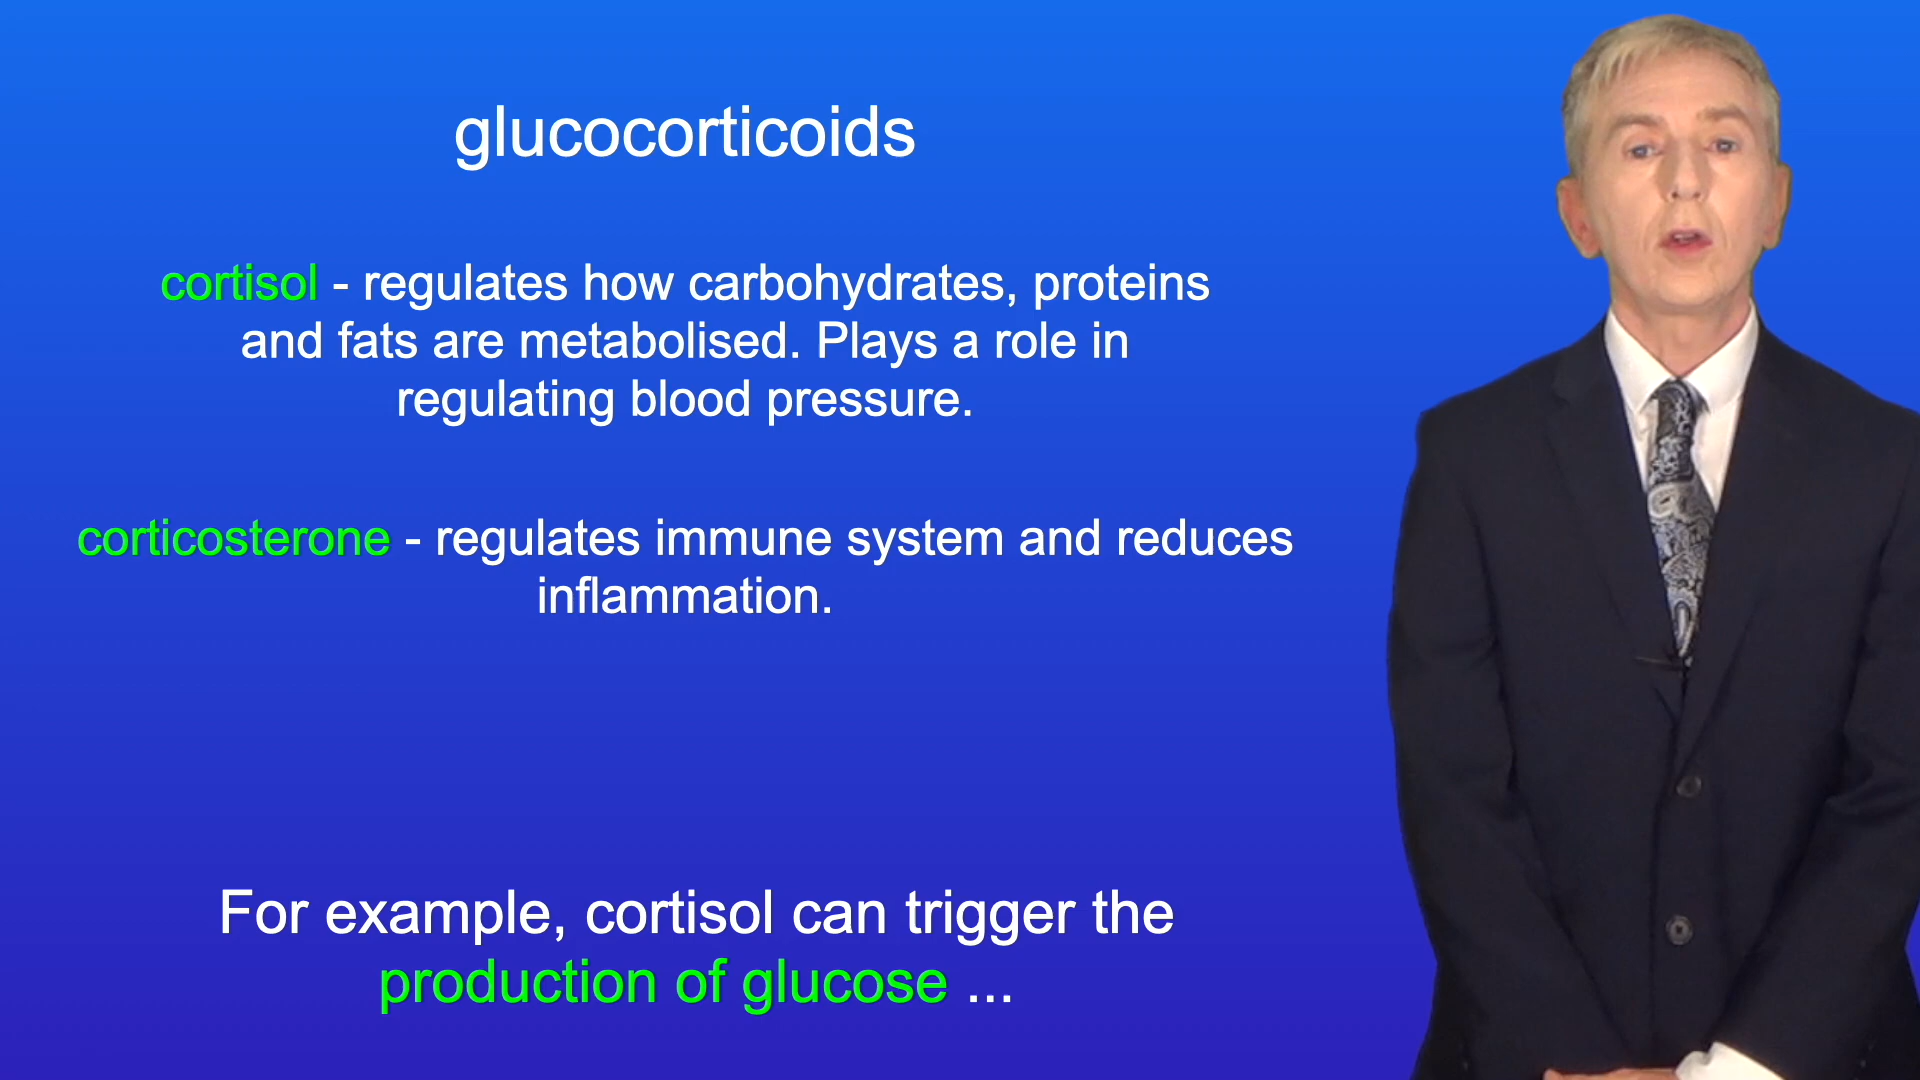 glucocorticoids
cortisol - regulates how carbohydrates, proteins
and fats are metabolised. Plays a role in
regulating blood pressure.
corticosterone - regulates immune system and reduces
inflammation.
For example, cortisol can trigger the
production of glucose ...